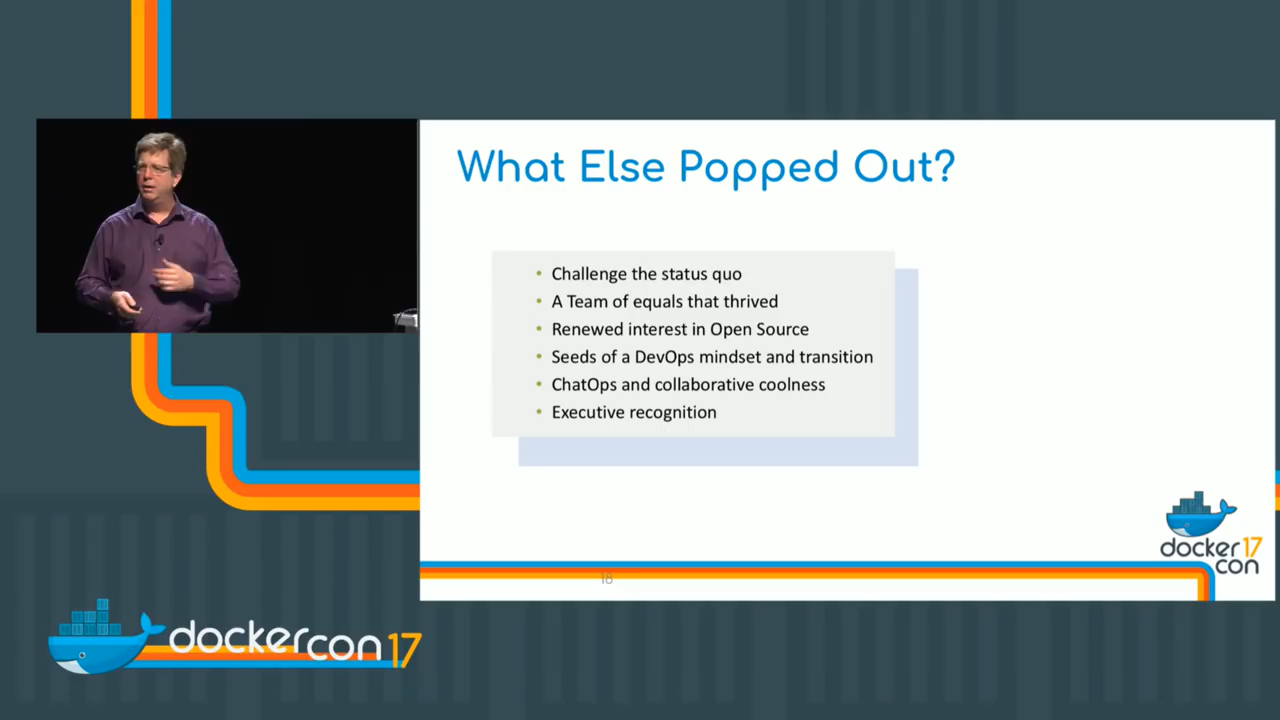 What Else Popped Out?
• Challenge the status quo
• A Team of equals that thrived
• Renewed interest in Open Source
• Seeds of a DevOps mindset and transition
• ChatOps and collaborative coolness
• Executive recognition
docker 17
con
18
dockercon 17